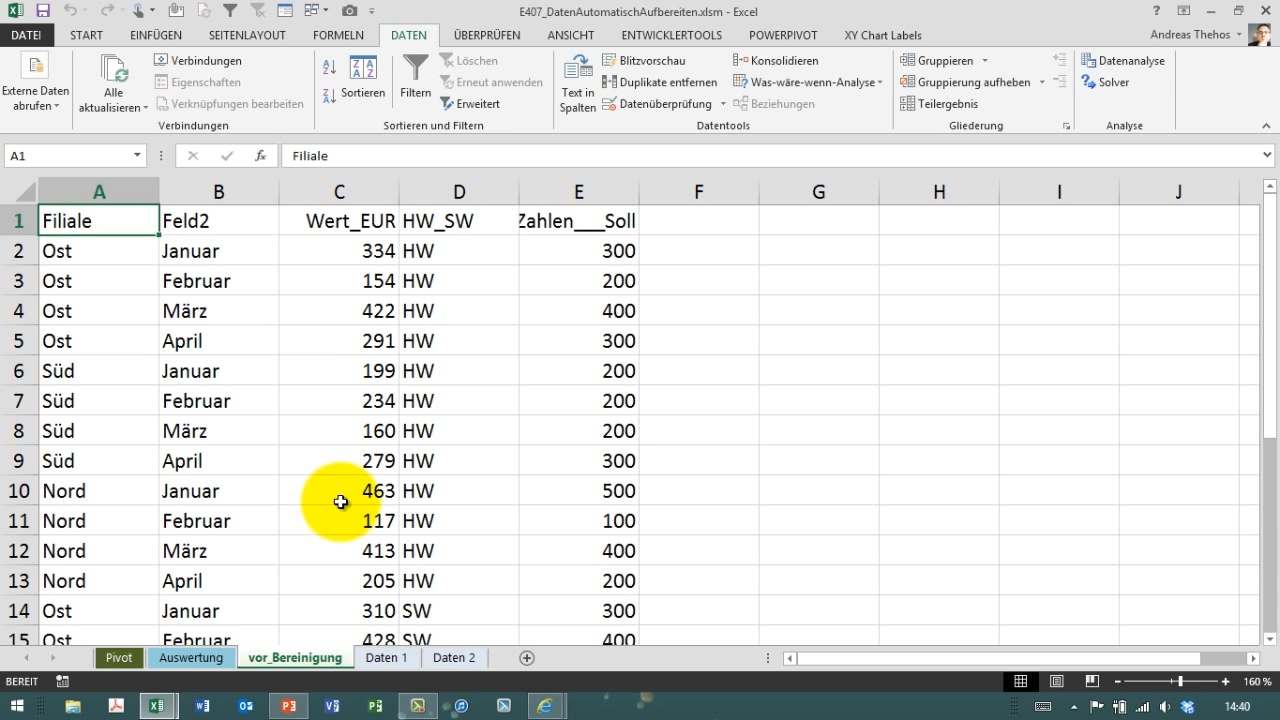 E407_DatenAutomatischAufbereiten.xlsm - Excel
DATEI START EINFÜGEN SEITENLAYOUT FORMELN DATEN ÜBERPRÜFEN ANSICHT ENTWICKLERTOOLS POWERPIVOT XY Chart Labels Andreas Thehos
Externe Daten abrufen
Alle aktualisieren
Verbindungen
Eigenschaften
Verknüpfungen bearbeiten
Verbindungen
Sortieren
Filtern
Löschen
Erneut anwenden
Erweitert
Sortieren und Filtern
Text in Spalten
Blitzvorschau
Duplikate entfernen
Datenüberprüfung
Konsolidieren
Was-wäre-wenn-Analyse
Beziehungen
Datentools
Gruppieren
Gruppierung aufheben
Teilergebnis
Gliederung
Datenanalyse
Solver
Analyse
A1 fx Filiale
A B C D E F G H I J
1 Filiale Feld2 Wert_EUR HW_SW Zahlen___Soll
2 Ost Januar 334 HW 300
3 Ost Februar 154 HW 200
4 Ost März 422 HW 400
5 Ost April 291 HW 300
6 Süd Januar 199 HW 200
7 Süd Februar 234 HW 200
8 Süd März 160 HW 200
9 Süd April 279 HW 300
10 Nord Januar 463 HW 500
11 Nord Februar 117 HW 100
12 Nord März 413 HW 400
13 Nord April 205 HW 200
14 Ost Januar 310 SW 300
15 Ost Februar 428 SW 400
Pivot Auswertung vor_Bereinigung Daten 1 Daten 2
BEREIT 160 %
14:40